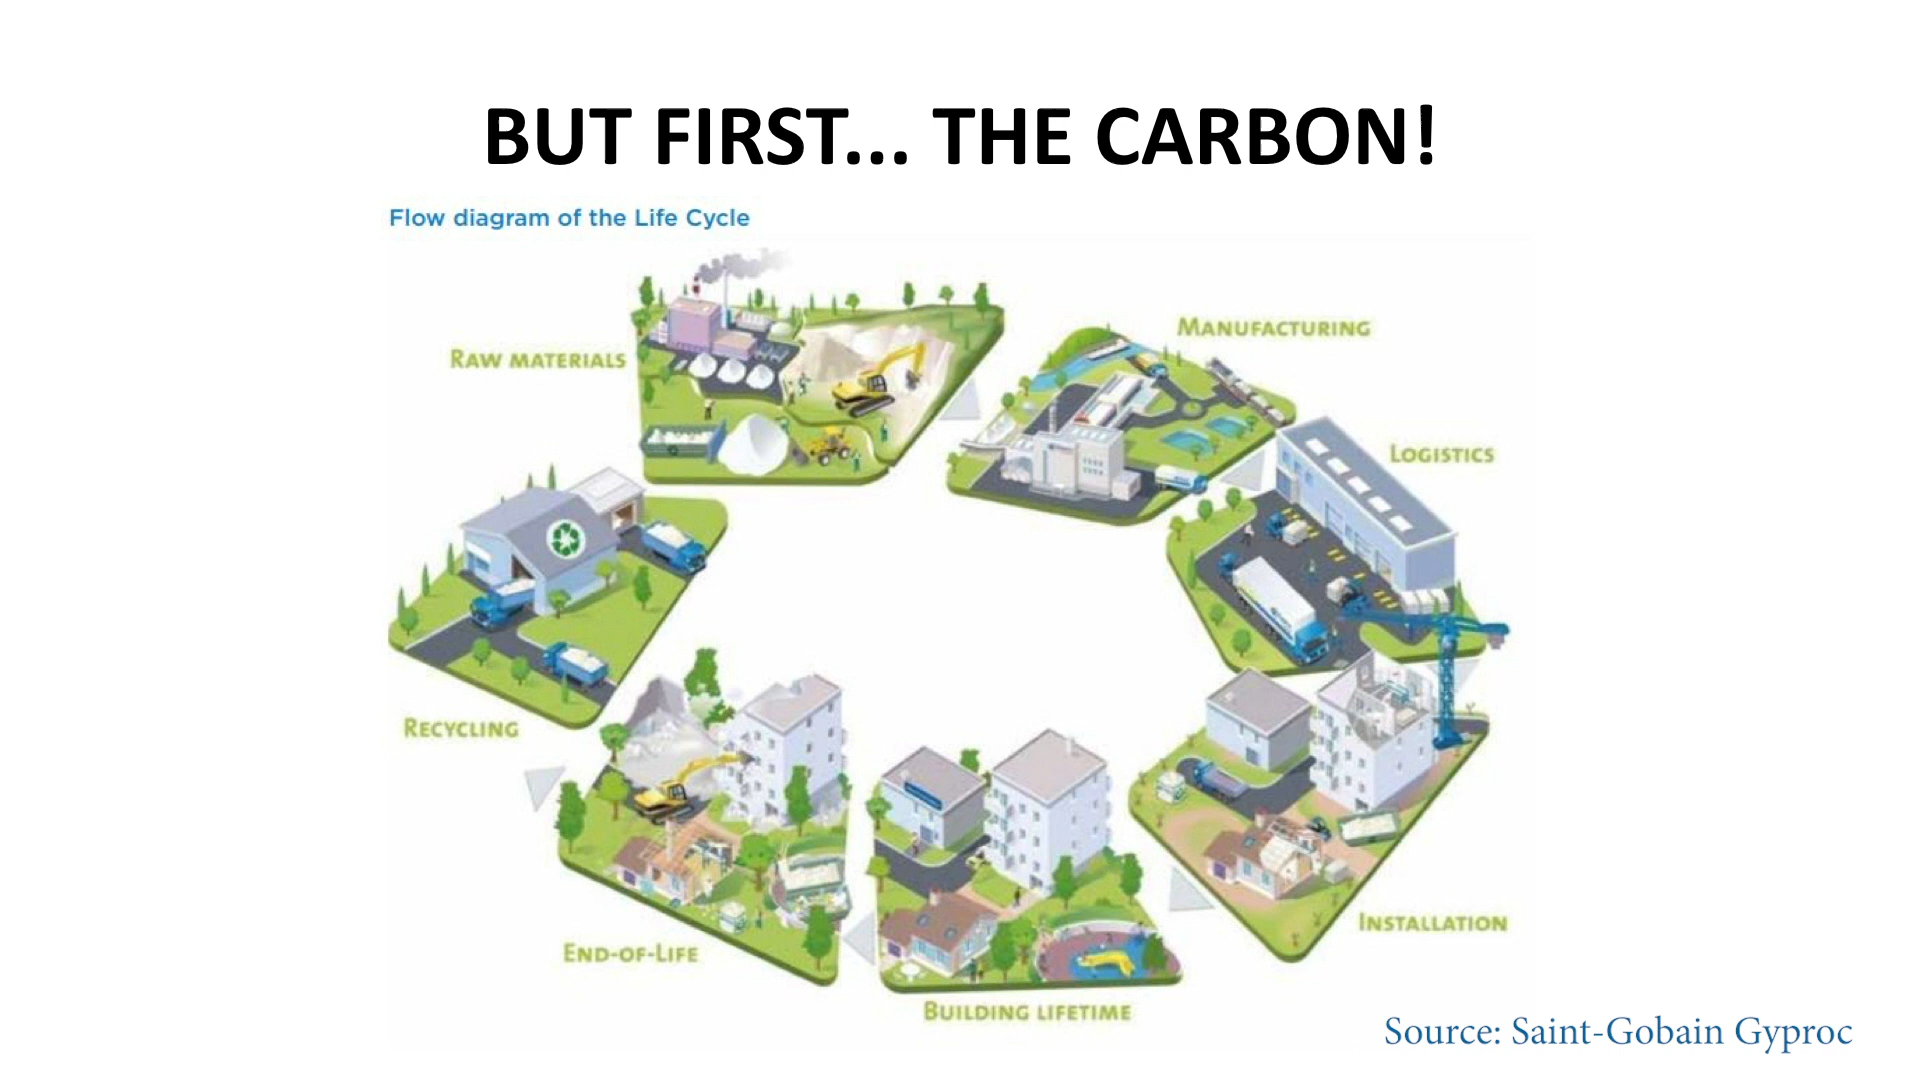 BUT FIRST... THE CARBON!
Flow diagram of the Life Cycle
RAW MATERIALS
MANUFACTURING
LOGISTICS
RECYCLING
INSTALLATION
END-OF-LIFE
BUILDING LIFETIME
Source: Saint-Gobain Gyproc